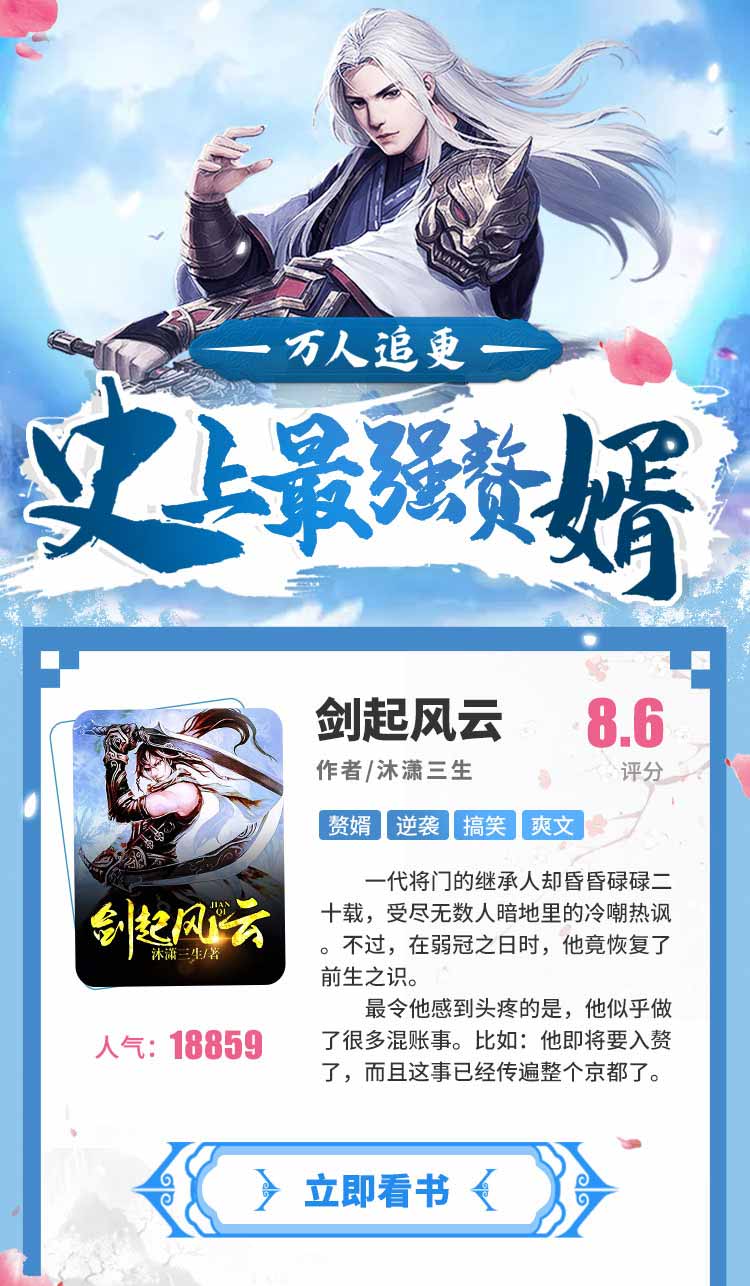 万人追更
史上最强赘婿
剑起风云
8.6
作者/沐潇三生
评分
赘婿 逆袭 搞笑 爽文
一代将门的继承人却昏昏碌碌二
十载，受尽无数人暗地里的冷嘲热讽
。不过，在弱冠之日时，他竟恢复了
前生之识。
最令他感到头疼的是，他似乎做
了很多混账事。比如：他即将要入赘
了，而且这事已经传遍整个京都了。
剑起风云
JIAN
QI
沐潇三生/著
人气：18859
立即看书